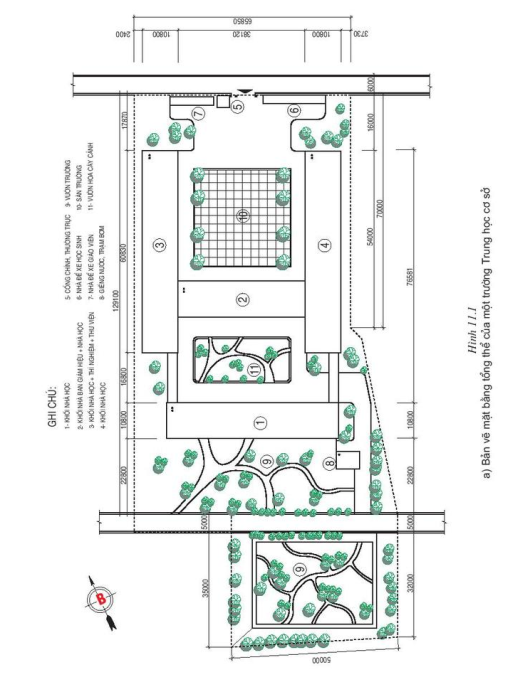 GHI CHÚ:
1- KHỐI NHÀ HỌC
2- KHỐI NHÀ BAN GIÁM HIỆU + NHÀ HỌC
3- KHỐI NHÀ HỌC + THÍ NGHIỆM + THƯ VIỆN
4- KHỐI NHÀ HỌC
5- CỔNG CHÍNH, THƯỜNG TRỰC
6- NHÀ ĐỂ XE HỌC SINH
7- NHÀ ĐỂ XE GIÁO VIÊN
8- GIẾNG NƯỚC, TRẠM BƠM
9- VƯỜN TRƯỜNG
10- SÂN TRƯỜNG
11- VƯỜN HOA CÂY CẢNH
B
129100
35000
5000
22800
10800
16800
60830
17870
2400
10800
38120
10800
3730
65850
3
7
5
6
10
2
11
1
9
8
4
9
50000
32000
5000
22800
10800
76581
54000
16000
6000
70000
Hình 11.1
a) Bản vẽ mặt bằng tổng thể của một trường Trung học cơ sở